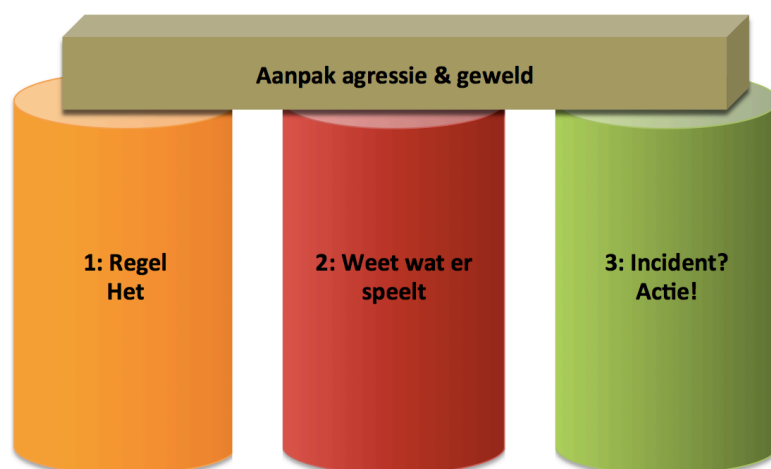 Aanpak agressie & geweld
1: Regel
Het
2: Weet wat er
speelt
3: Incident?
Actie!